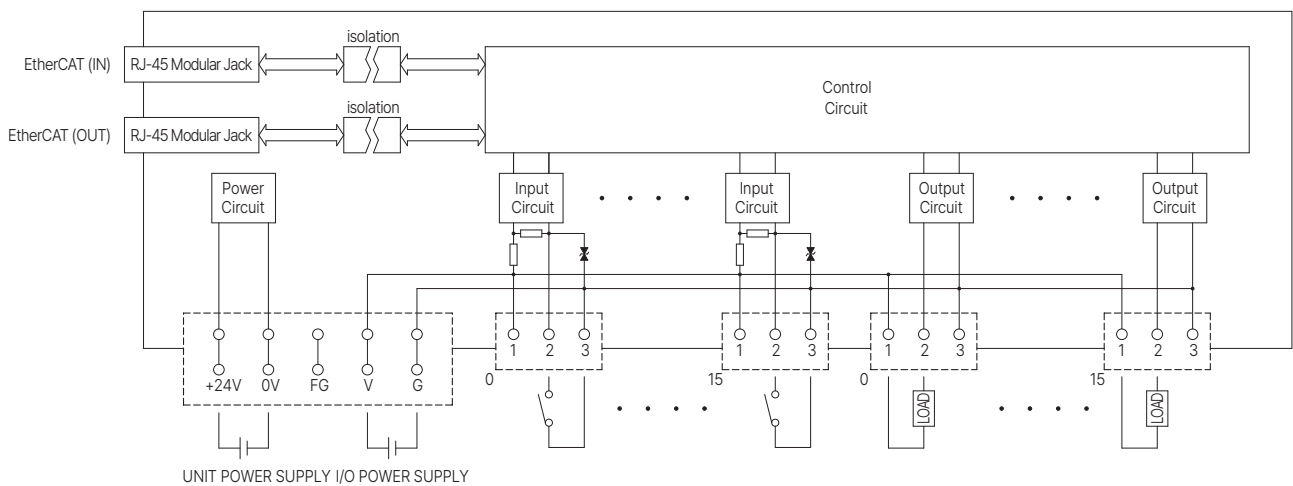 isolation
EtherCAT (IN) RJ-45 Modular Jack
Control
Circuit
isolation
EtherCAT (OUT) RJ-45 Modular Jack
Power
Circuit
Input
Circuit
Input
Circuit
Output
Circuit
Output
Circuit
1 2 3
1 2 3
1 2 3
1 2 3
+24V 0V FG V G
0
15
0
15
LOAD
LOAD
UNIT POWER SUPPLY I/O POWER SUPPLY